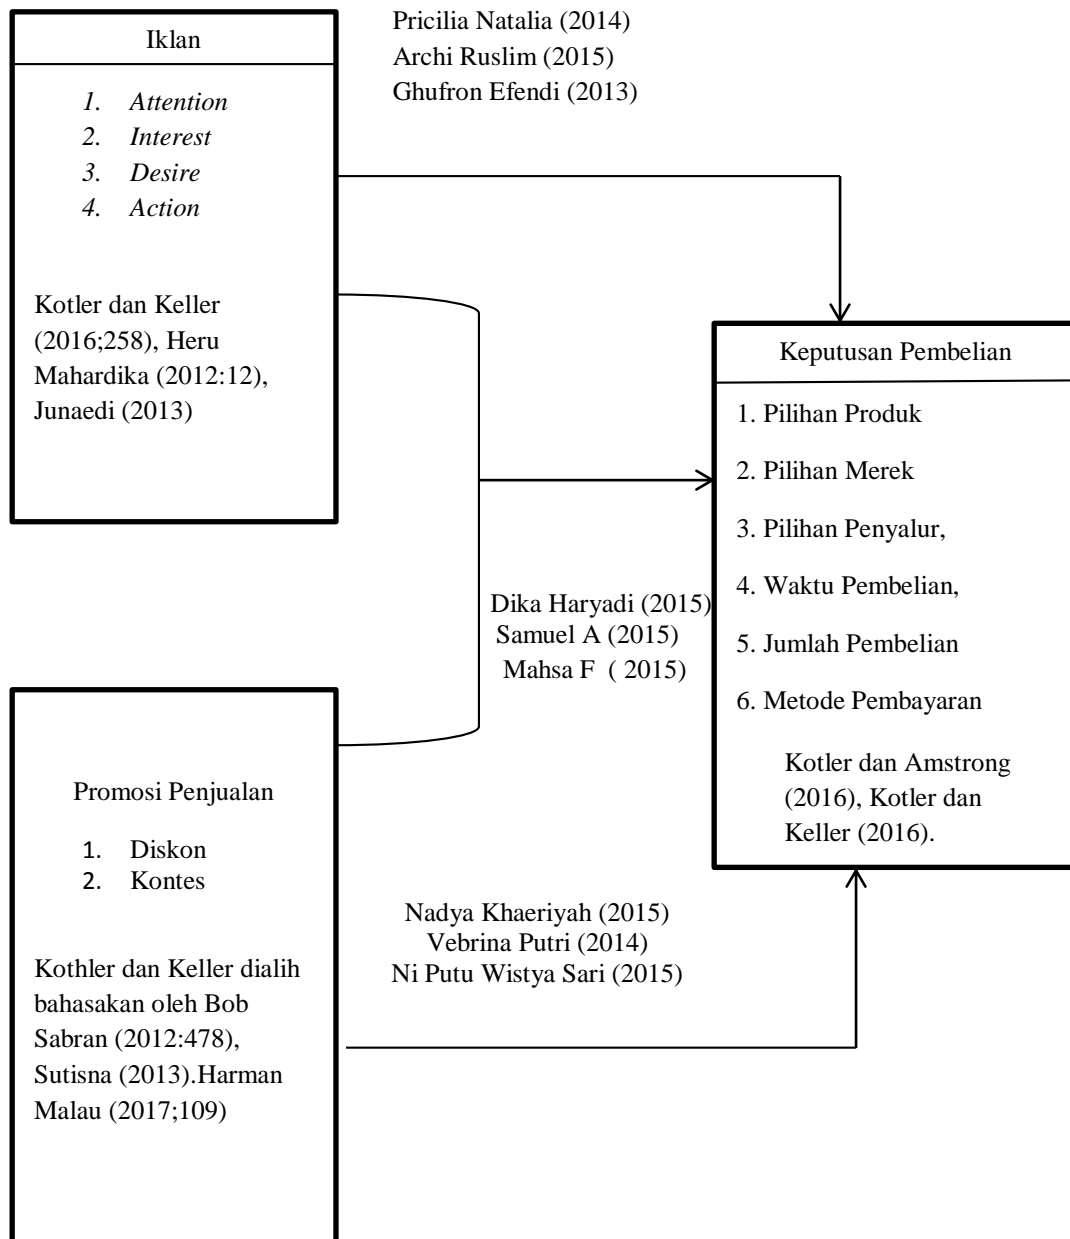 Iklan
1. Attention
2. Interest
3. Desire
4. Action
Kotler dan Keller
(2016;258), Heru
Mahardika (2012:12),
Junaedi (2013)
Pricilia Natalia (2014)
Archi Ruslim (2015)
Ghufron Efendi (2013)
Keputusan Pembelian
1. Pilihan Produk
2. Pilihan Merek
3. Pilihan Penyalur,
4. Waktu Pembelian,
5. Jumlah Pembelian
6. Metode Pembayaran
Kotler dan Amstrong
(2016), Kotler dan
Keller (2016).
Dika Haryadi (2015)
Samuel A (2015)
Mahsa F ( 2015)
Promosi Penjualan
1. Diskon
2. Kontes
Kothler dan Keller dialih
bahasakan oleh Bob
Sabran (2012:478),
Sutisna (2013).Harman
Malau (2017;109)
Nadya Khaeriyah (2015)
Vebrina Putri (2014)
Ni Putu Wistya Sari (2015)